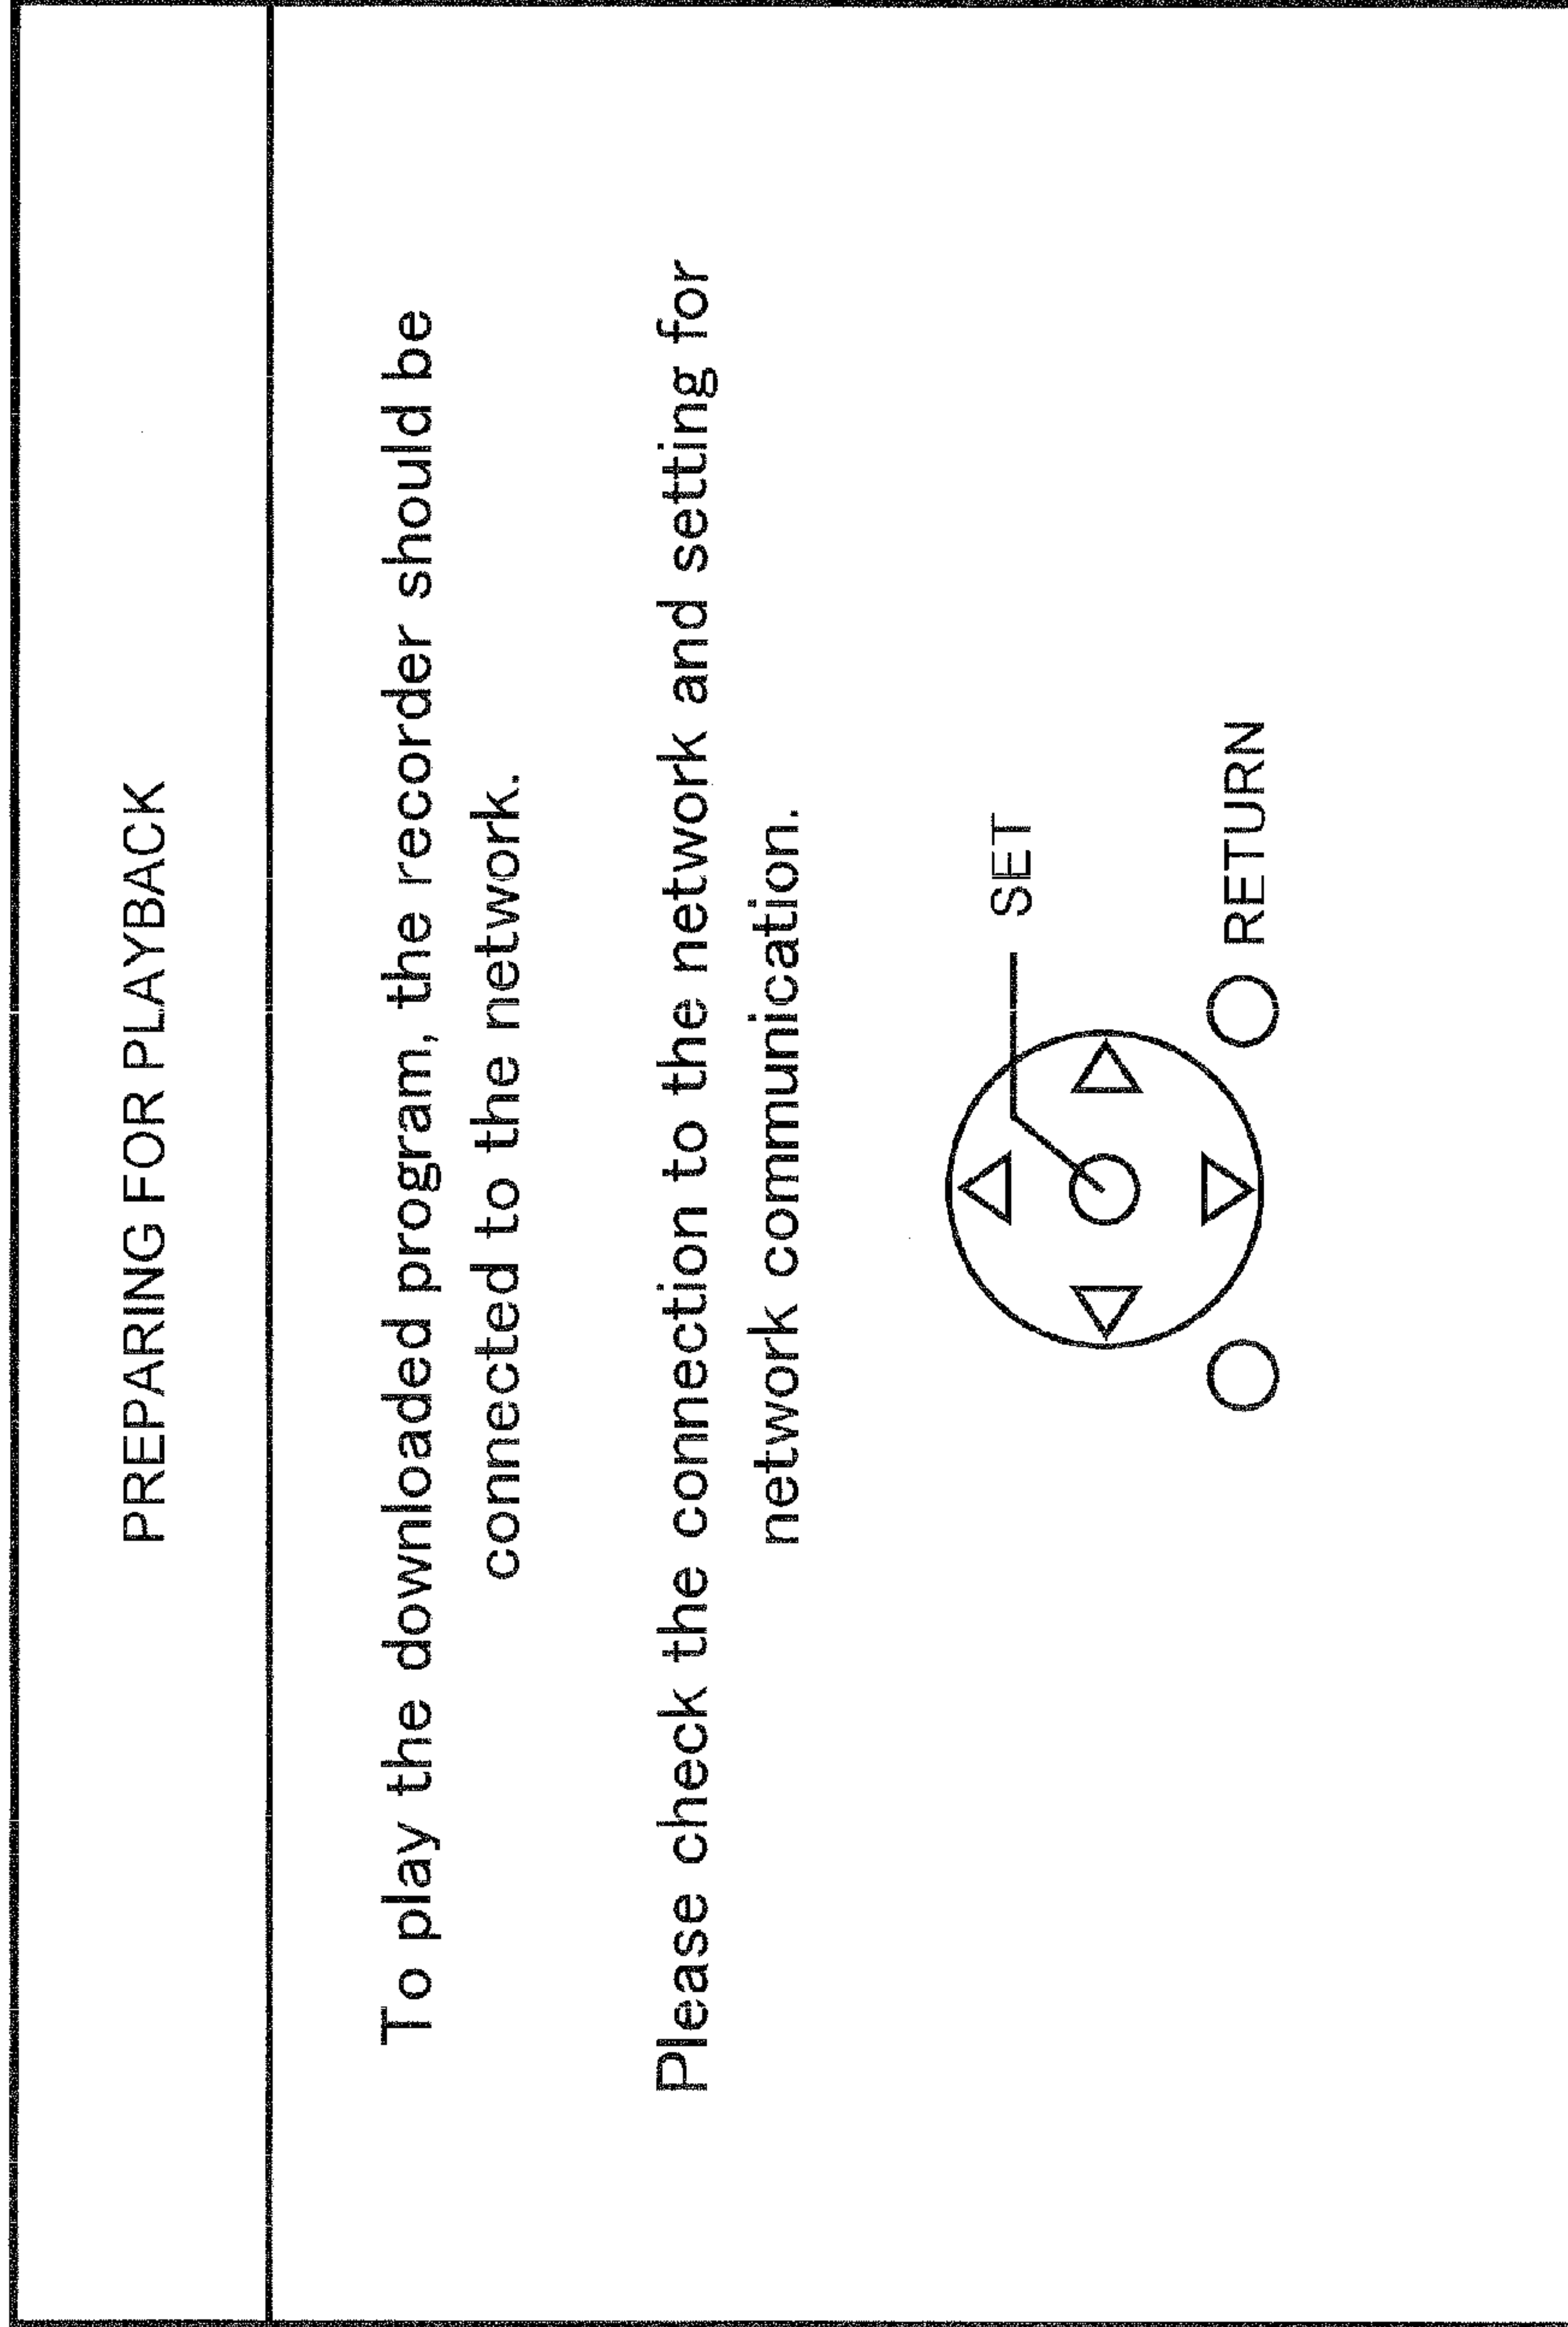 PREPARING FOR PLAYBACK
To play the downloaded program, the recorder should be
connected to the network.
Please check the connection to the network and setting for
network communication.
SET
RETURN